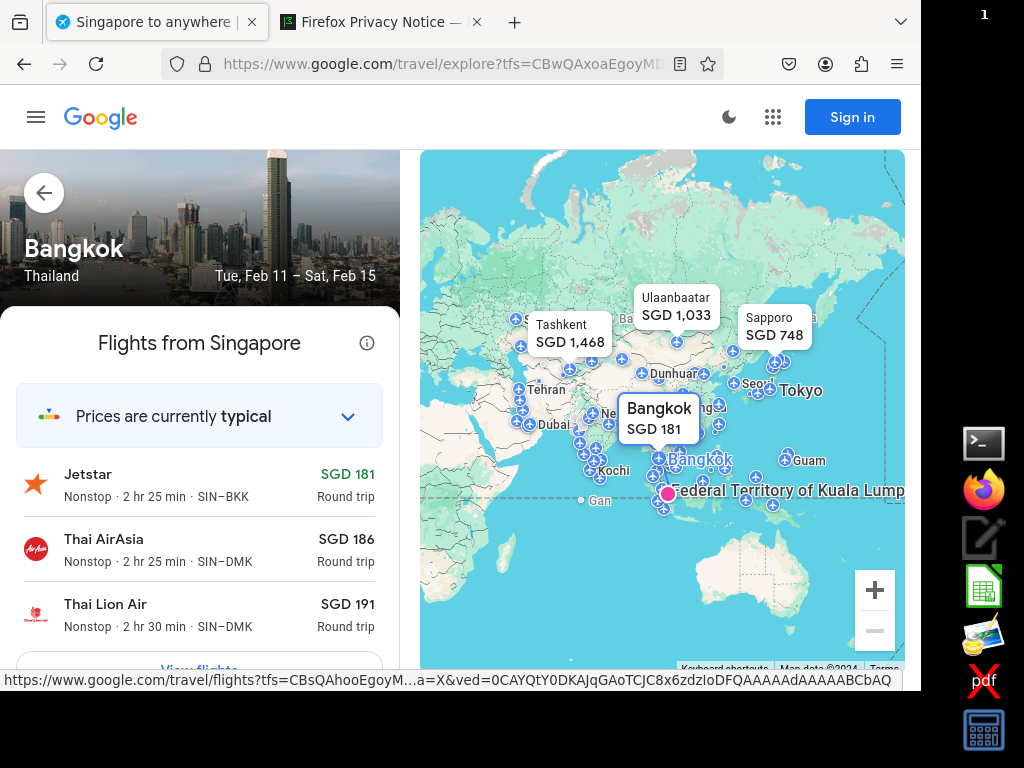 Singapore to anywhere |
Firefox Privacy Notice —
1
https://www.google.com/travel/explore?tfs=CBwQAxoaEgoyMD
Google
Sign in
Bangkok
Thailand
Tue, Feb 11 – Sat, Feb 15
Flights from Singapore
Prices are currently typical
Jetstar
SGD 181
Nonstop · 2 hr 25 min · SIN–BKK
Round trip
Thai AirAsia
SGD 186
Nonstop · 2 hr 25 min · SIN–DMK
Round trip
Thai Lion Air
SGD 191
Nonstop · 2 hr 30 min · SIN–DMK
Round trip
View flights
Ulaanbaatar
SGD 1,033
Sapporo
SGD 748
Tashkent
SGD 1,468
Dunhuang
Seoul
Tokyo
Tehran
Bangkok
SGD 181
Dubai
Bangkok
Guam
Kochi
Federal Territory of Kuala Lump
Gan
Keyboard shortcuts
Map data ©2024
Terms
https://www.google.com/travel/flights?tfs=CBsQAhooEgoyM…a=X&ved=0CAYQtY0DKAJqGAoTCJC8x6zdzIoDFQAAAAAdAAAAABCbAQ
pdf